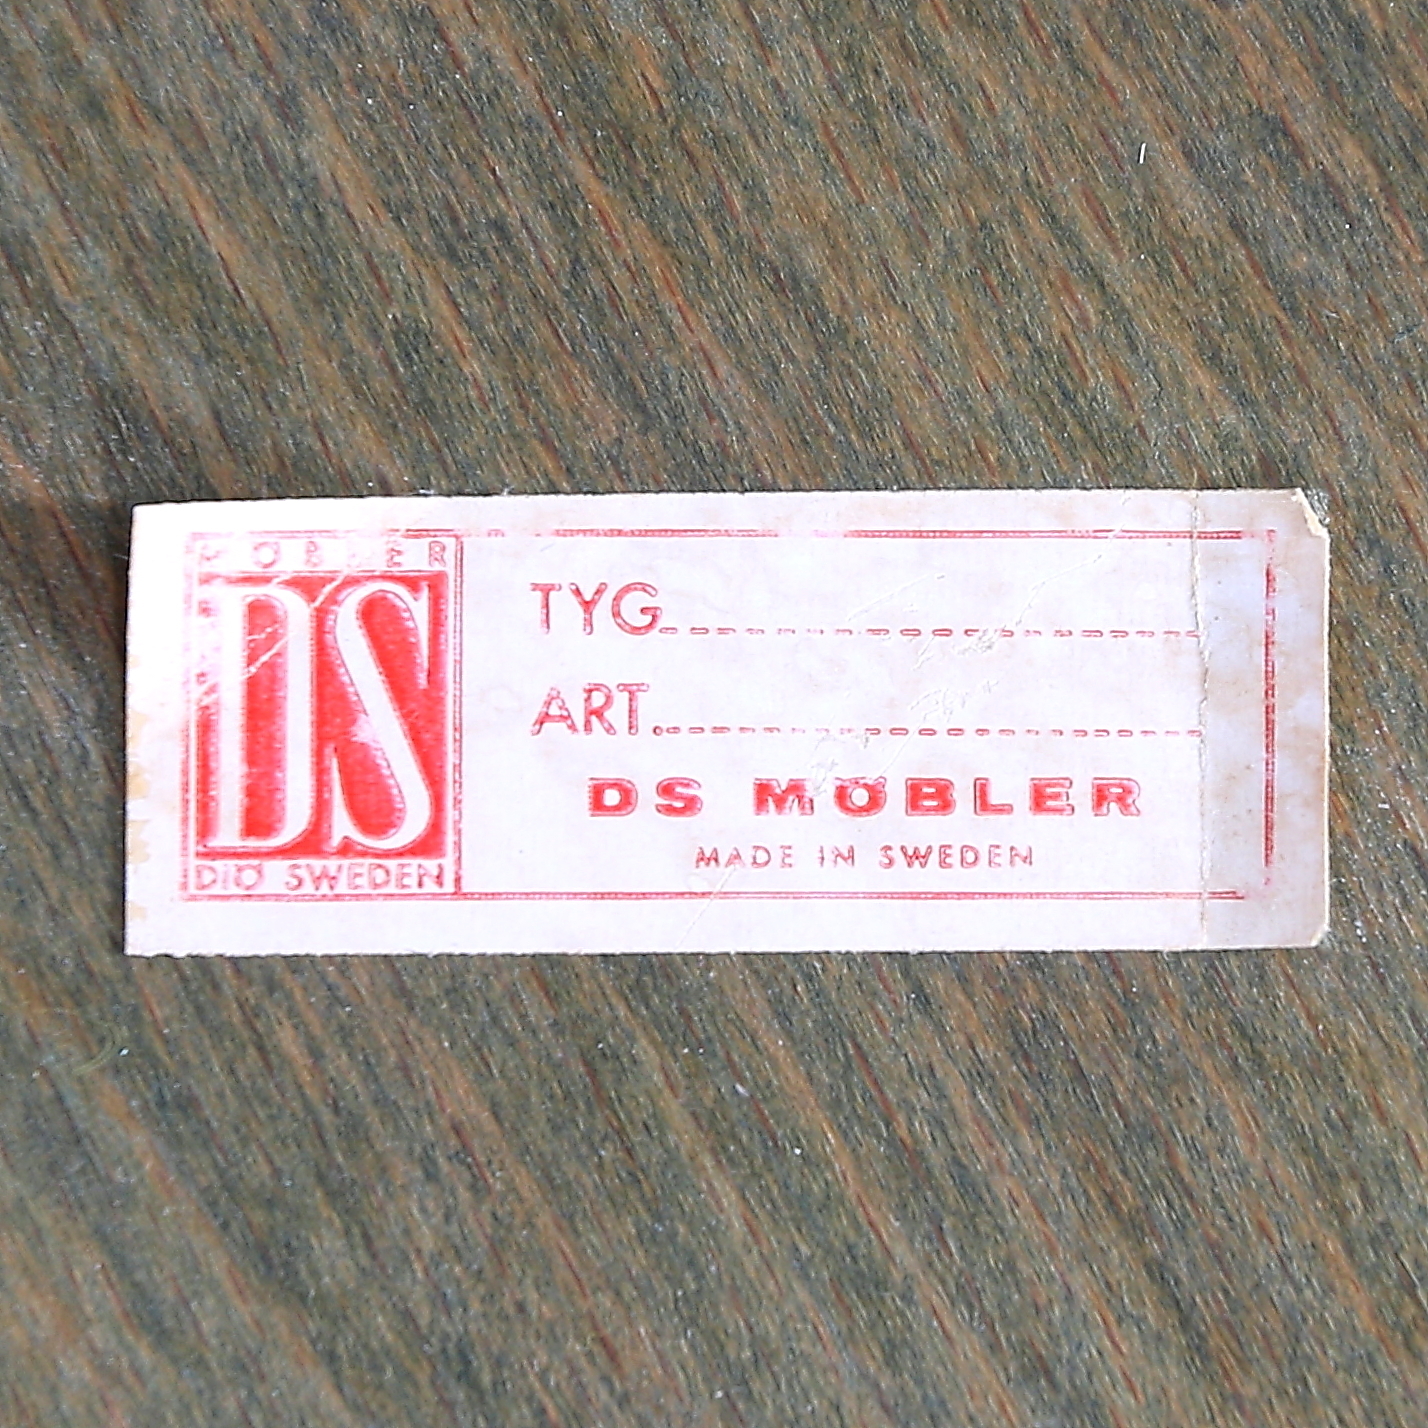 MÖBLER
DS
DIÖ SWEDEN
TYG
ART.
DS MÖBLER
MADE IN SWEDEN